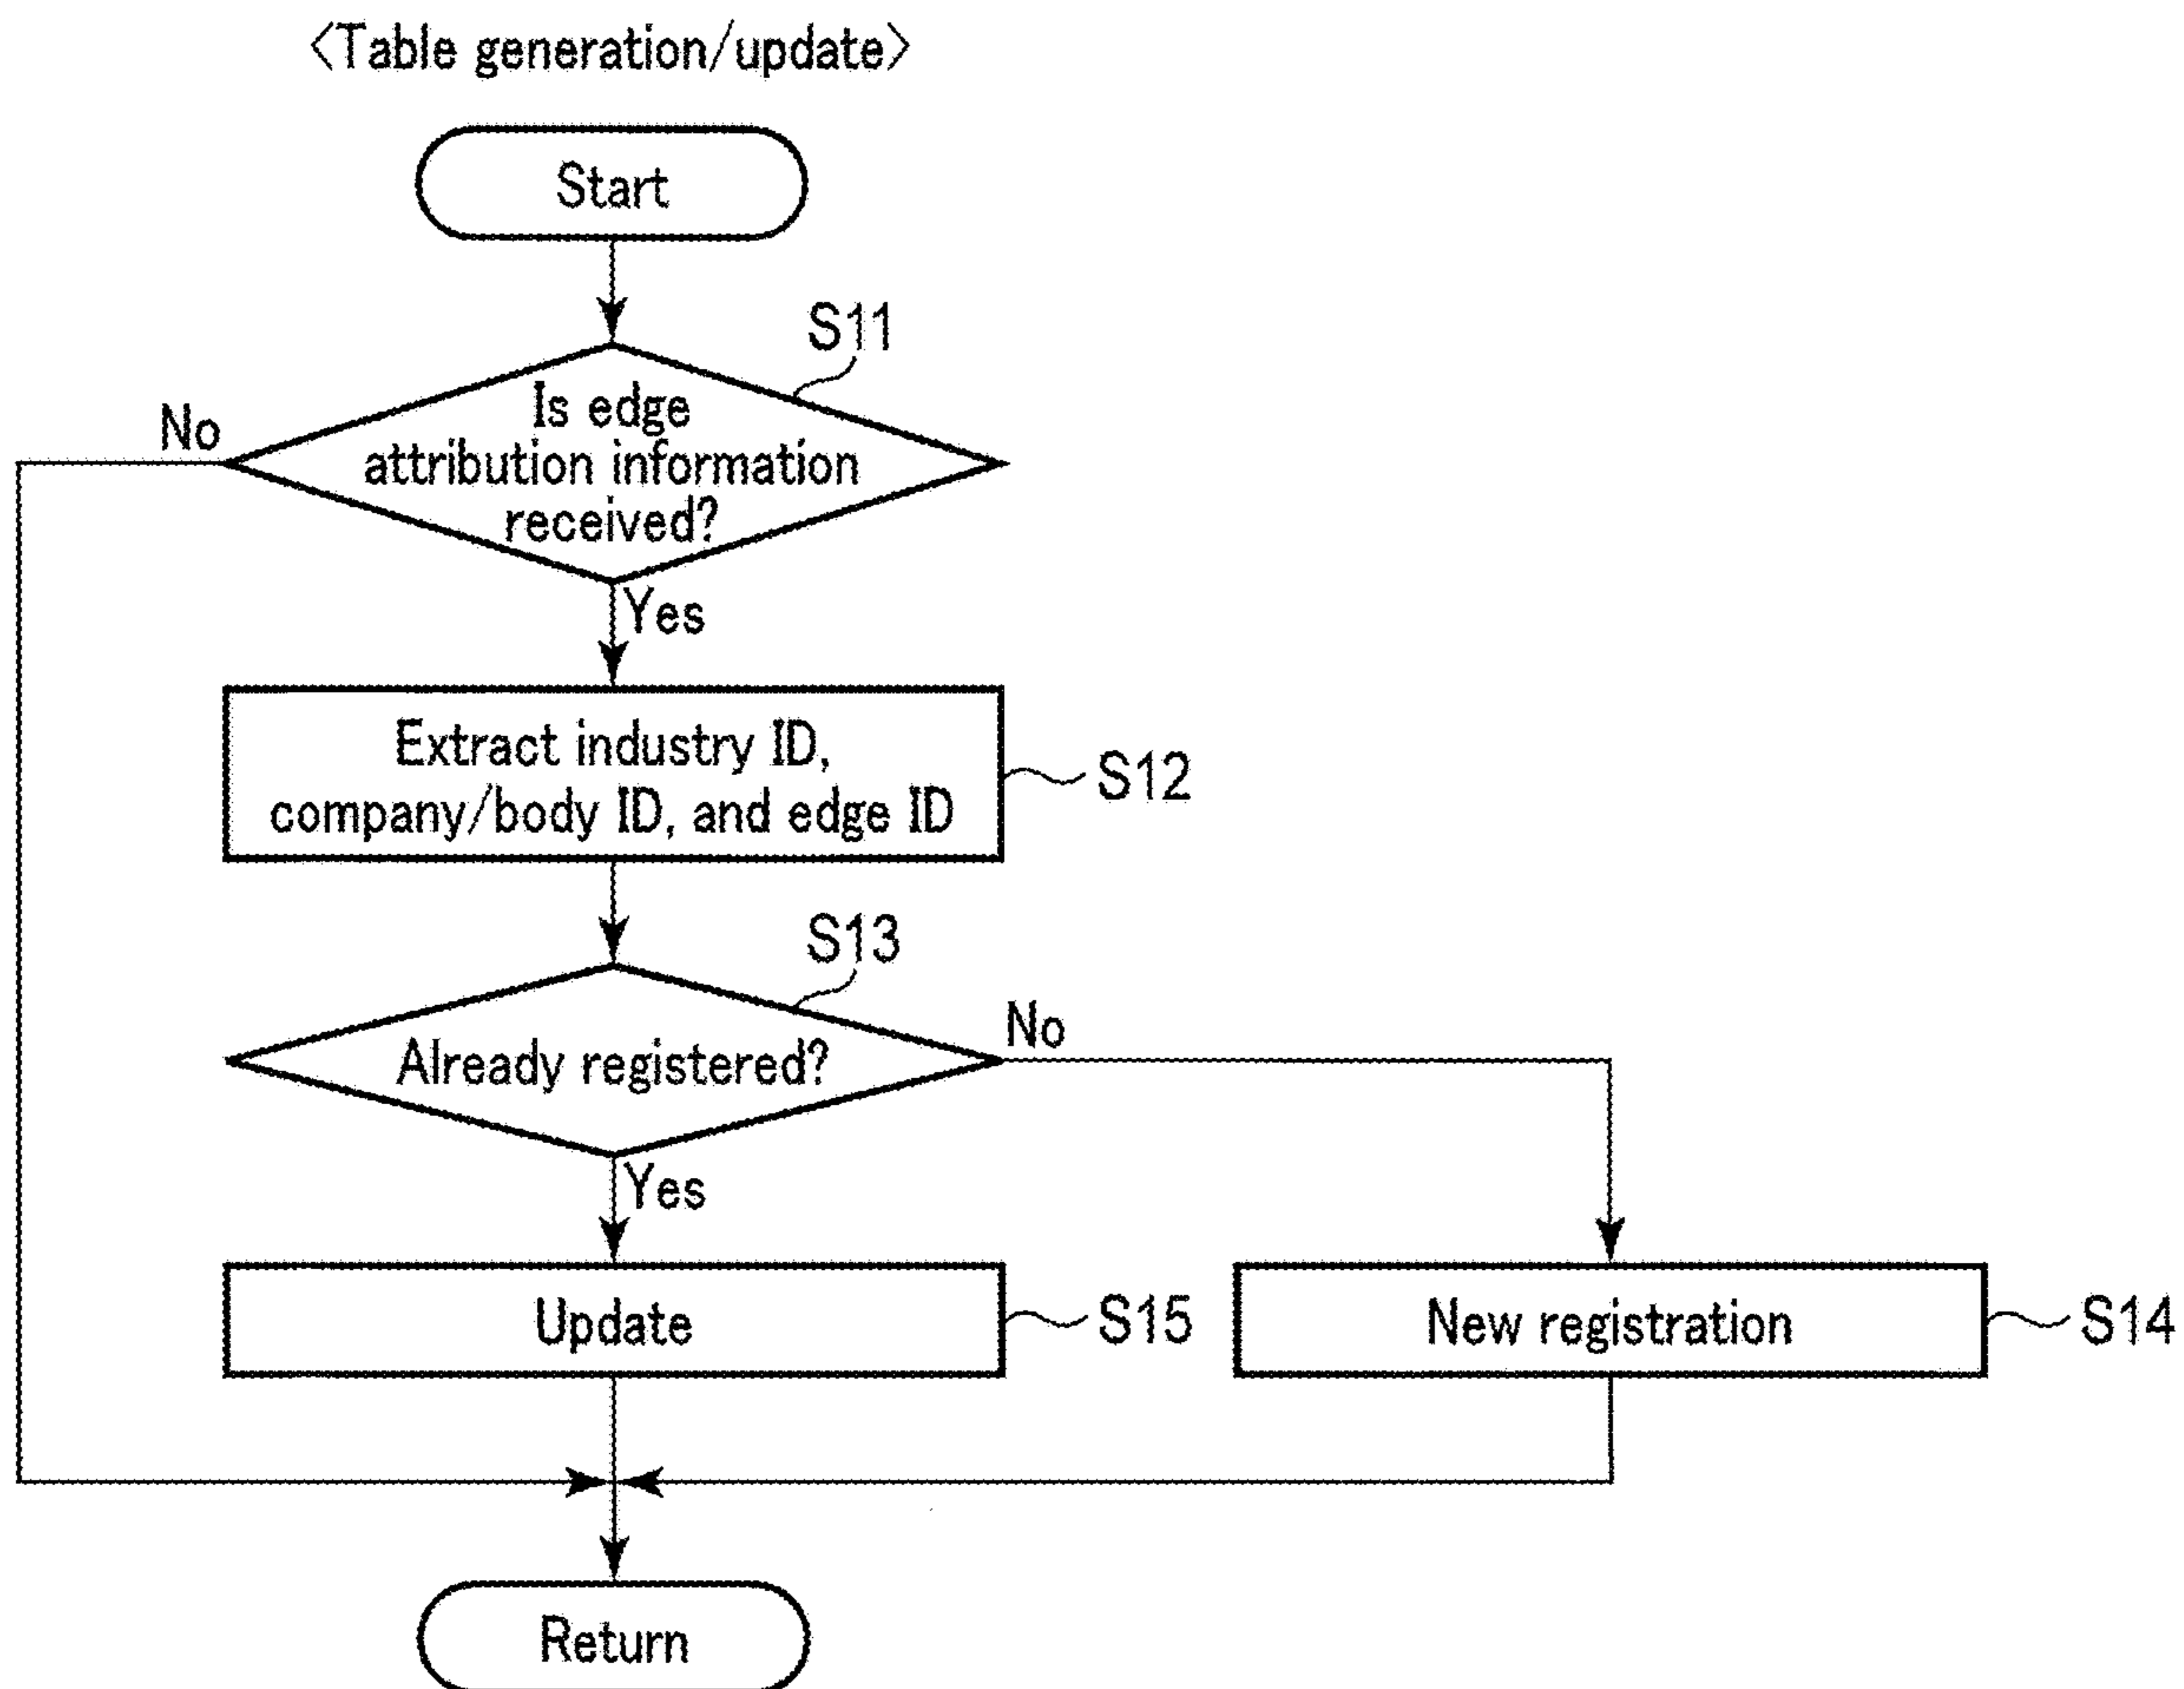 〈Table generation/update〉
Start
S11
No
Is edge
attribution information
received?
Yes
Extract industry ID,
company/body ID, and edge ID
S12
S13
Already registered?
No
Yes
Update
S15
New registration
S14
Return